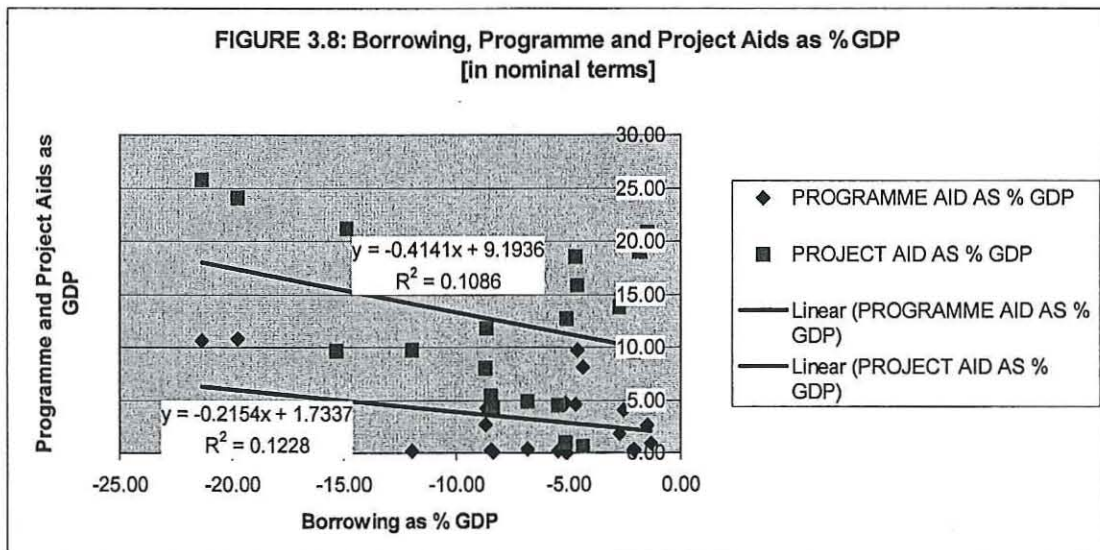 FIGURE 3.8: Borrowing, Programme and Project Aids as %GDP
[in nominal terms]
Programme and Project Aids as
GDP
30.00
25.00
20.00
15.00
10.00
5.00
0.00
y = -0.4141x + 9.1936
R² = 0.1086
y = -0.2154x + 1.7337
R² = 0.1228
-25.00 -20.00 -15.00 -10.00 -5.00 0.00
Borrowing as % GDP
PROGRAMME AID AS % GDP
PROJECT AID AS % GDP
Linear (PROGRAMME AID AS %
GDP)
Linear (PROJECT AID AS %
GDP)